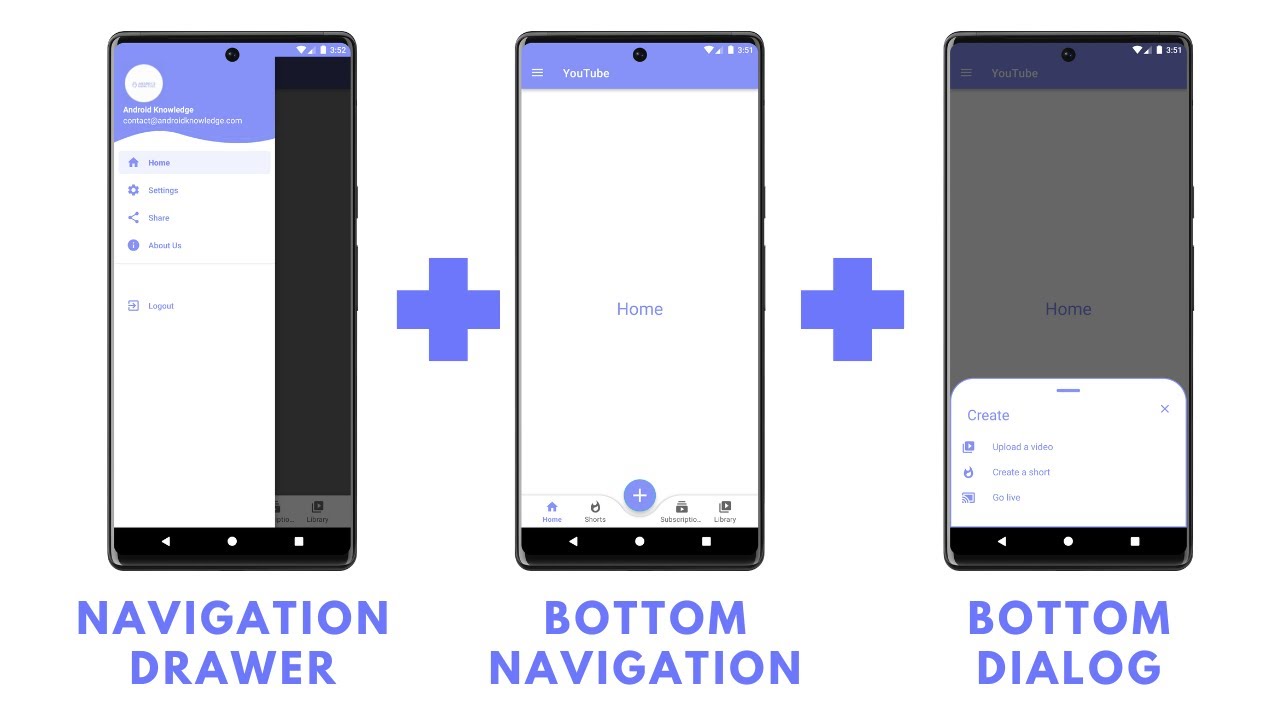 3:52
Android Knowledge
contact@androidknowledge.com
Home
Settings
Share
About Us
Logout
Library
3:51
YouTube
Home
Home
Shorts
Subscriptio...
Library
3:51
YouTube
Home
Create
Upload a video
Create a short
Go live
NAVIGATION
DRAWER
BOTTOM
NAVIGATION
BOTTOM
DIALOG